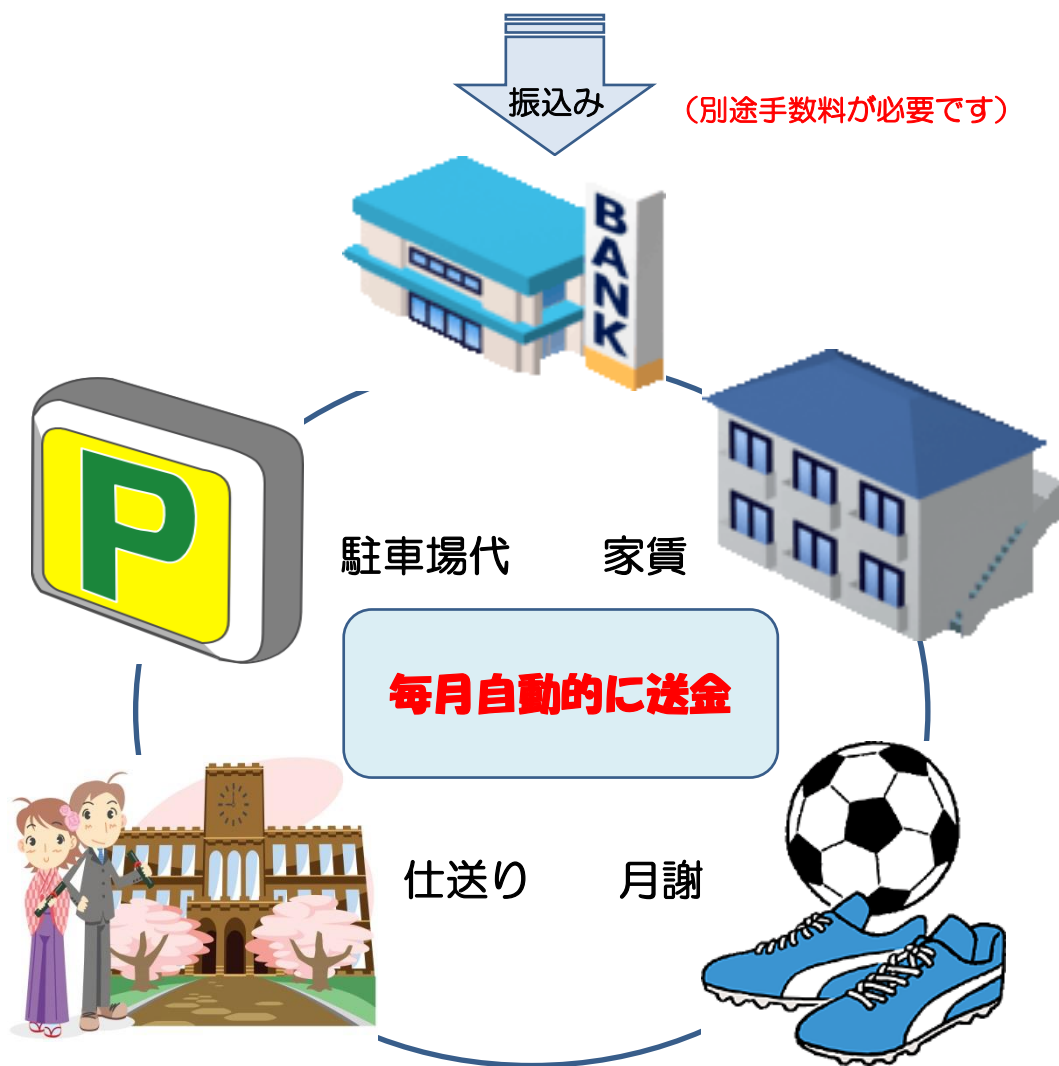 振込み
（別途手数料が必要です）
BANK
P
駐車場代
家賃
毎月自動的に送金
仕送り
月謝